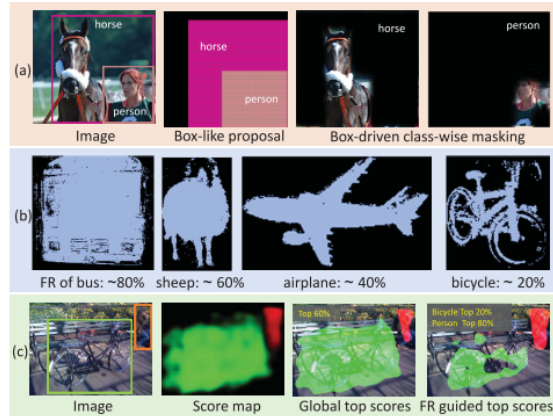 (a)
horse
person
horse
person
horse
person
Image
Box-like proposal
Box-driven class-wise masking
(b)
FR of bus: ~80%
sheep: ~ 60%
airplane: ~ 40%
bicycle: ~ 20%
(c)
Top 60%
Bicycle Top 20%
Person Top 80%
Image
Score map
Global top scores
FR guided top scores